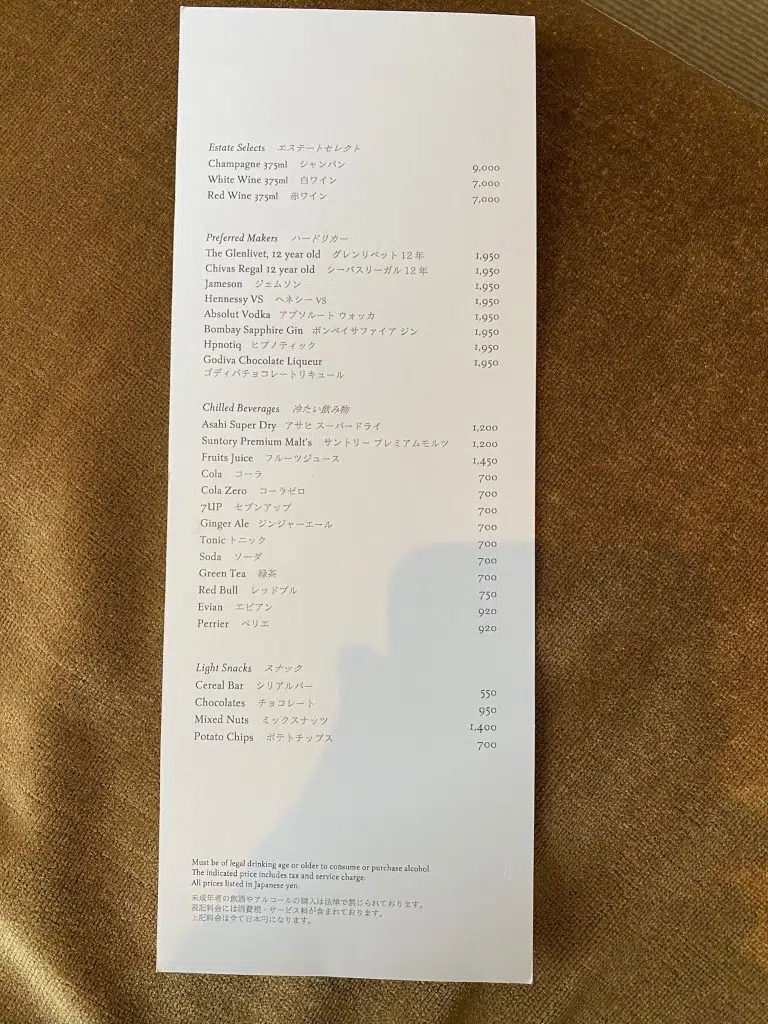 Estate Selects エステートセレクト
Champagne 375ml シャンパン 9,000
White Wine 375ml 白ワイン 7,000
Red Wine 375ml 赤ワイン 7,000
Preferred Makers ハードリカー
The Glenlivet, 12 year old グレンリベット 12 年 1,950
Chivas Regal 12 year old シーバスリーガル 12 年 1,950
Jameson ジェムソン 1,950
Hennessy VS ヘネシー VS 1,950
Absolut Vodka アブソルート ウォッカ 1,950
Bombay Sapphire Gin ボンベイサファイア ジン 1,950
Hpnotiq ヒプノティック 1,950
Godiva Chocolate Liqueur 1,950
ゴディバチョコレートリキュール
Chilled Beverages 冷たい飲み物
Asahi Super Dry アサヒ スーパードライ 1,200
Suntory Premium Malt's サントリー プレミアムモルツ 1,200
Fruits Juice フルーツジュース 1,450
Cola コーラ 700
Cola Zero コーラゼロ 700
7UP セブンアップ 700
Ginger Ale ジンジャーエール 700
Tonic トニック 700
Soda ソーダ 700
Green Tea 緑茶 700
Red Bull レッドブル 750
Evian エビアン 920
Perrier ペリエ 920
Light Snacks スナック
Cereal Bar シリアルバー 550
Chocolates チョコレート 950
Mixed Nuts ミックスナッツ 1,400
Potato Chips ポテトチップス 700
Must be of legal drinking age or older to consume or purchase alcohol.
The indicated price includes tax and service charge.
All prices listed in Japanese yen.
未成年者の飲酒やアルコールの購入は法律で禁じられております。
表記料金には消費税・サービス料が含まれております。
上記料金は全て日本円になります。